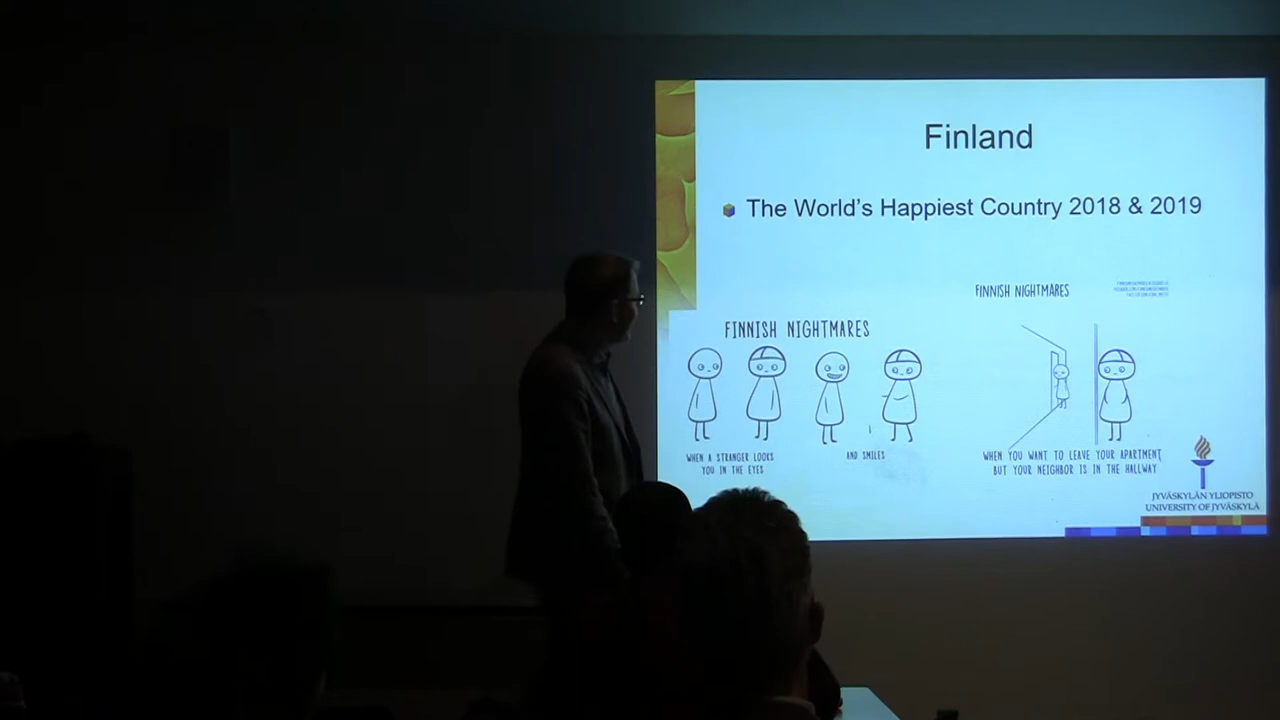 Finland
The World's Happiest Country 2018 & 2019
FINNISH NIGHTMARES
WHEN A STRANGER LOOKS
YOU IN THE EYES
AND SMILES
FINNISH NIGHTMARES
WHEN YOU WANT TO LEAVE YOUR APARTMENT
BUT YOUR NEIGHBOR IS IN THE HALLWAY
JYVÄSKYLÄN YLIOPISTO
UNIVERSITY OF JYVÄSKYLÄ